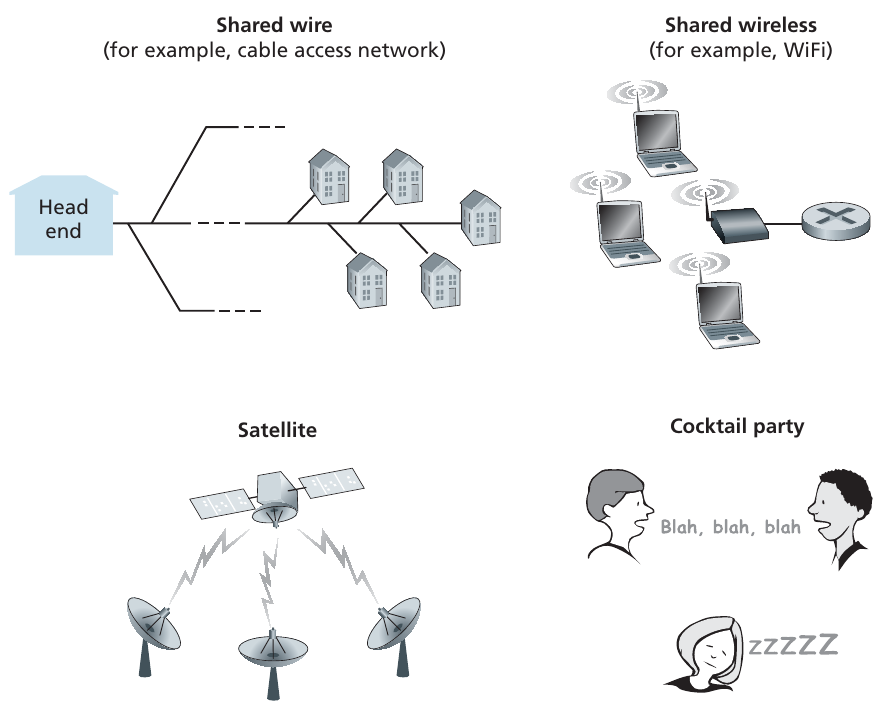 Shared wire
(for example, cable access network)
Shared wireless
(for example, WiFi)
Head
end
Satellite
Cocktail party
Blah, blah, blah
zzzzz